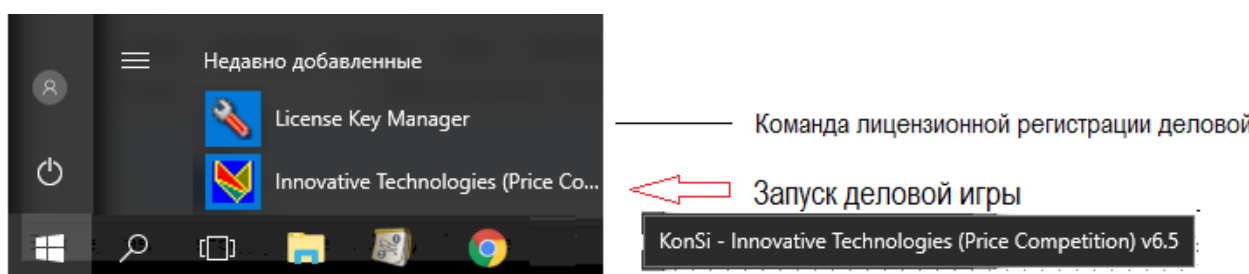 Недавно добавленные
License Key Manager
Команда лицензионной регистрации деловой
Innovative Technologies (Price Co...
Запуск деловой игры
KonSi - Innovative Technologies (Price Competition) v6.5